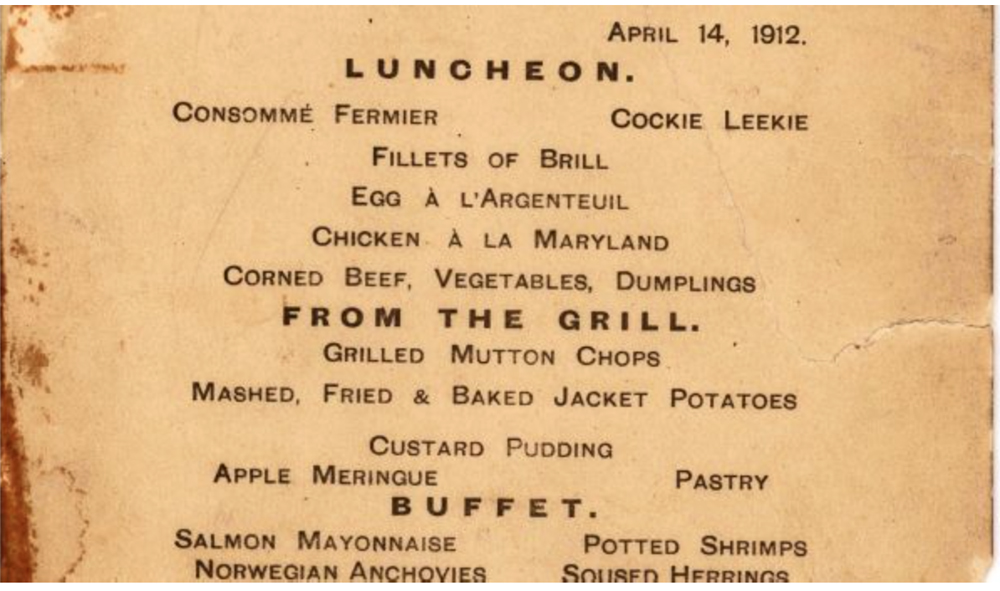 APRIL 14, 1912.
LUNCHEON.
CONSOMMÉ FERMIER COCKIE LEEKIE
FILLETS OF BRILL
EGG À L'ARGENTEUIL
CHICKEN À LA MARYLAND
CORNED BEEF, VEGETABLES, DUMPLINGS
FROM THE GRILL.
GRILLED MUTTON CHOPS
MASHED, FRIED & BAKED JACKET POTATOES
CUSTARD PUDDING
APPLE MERINGUE PASTRY
BUFFET.
SALMON MAYONNAISE POTTED SHRIMPS
NORWEGIAN ANCHOVIES SOUSED HERRINGS